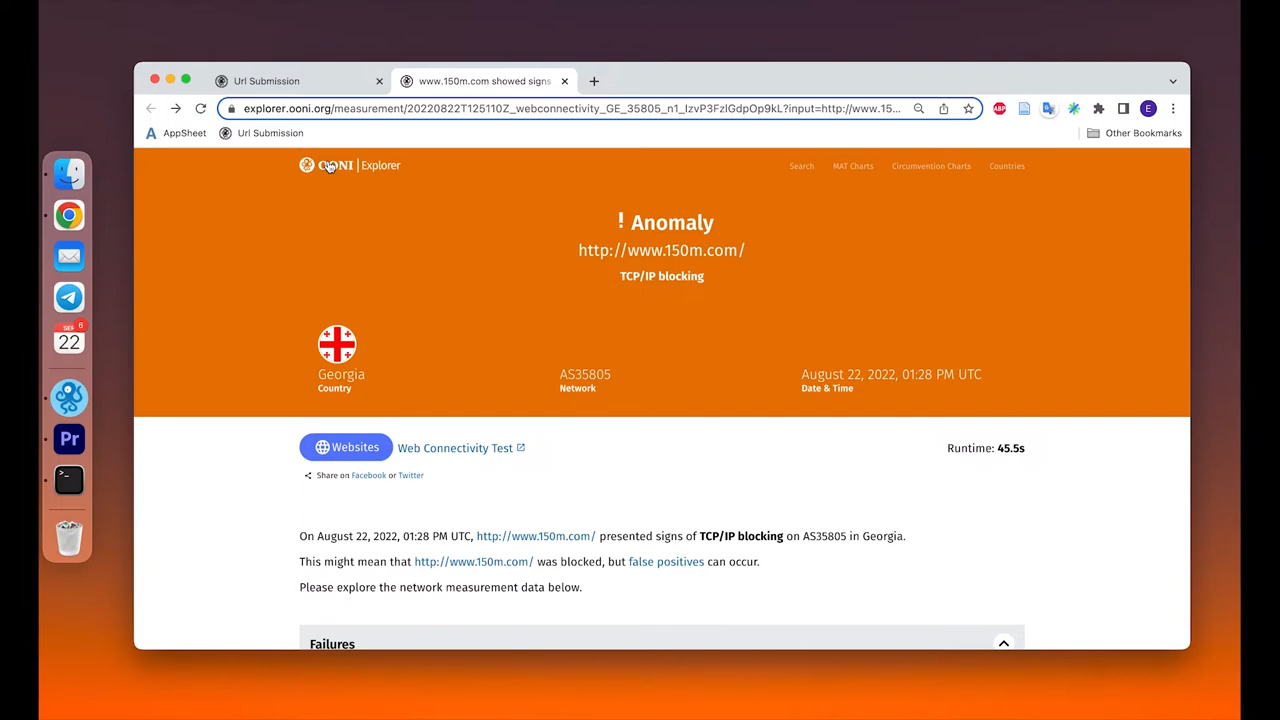 Url Submission
www.150m.com showed signs
explorer.ooni.org/measurement/20220822T125110Z_webconnectivity_GE_35805_n1_IzvP3FzIGdpOp9kL?input=http://www.15...
ABP
E
AppSheet
Url Submission
Other Bookmarks
OONI | Explorer
Search
MAT Charts
Circumvention Charts
Countries
! Anomaly
http://www.150m.com/
TCP/IP blocking
Georgia
Country
AS35805
Network
August 22, 2022, 01:28 PM UTC
Date & Time
Websites
Web Connectivity Test
Runtime: 45.5s
Share on Facebook or Twitter
On August 22, 2022, 01:28 PM UTC, http://www.150m.com/ presented signs of TCP/IP blocking on AS35805 in Georgia.
This might mean that http://www.150m.com/ was blocked, but false positives can occur.
Please explore the network measurement data below.
Failures
6
22
Pr
>_